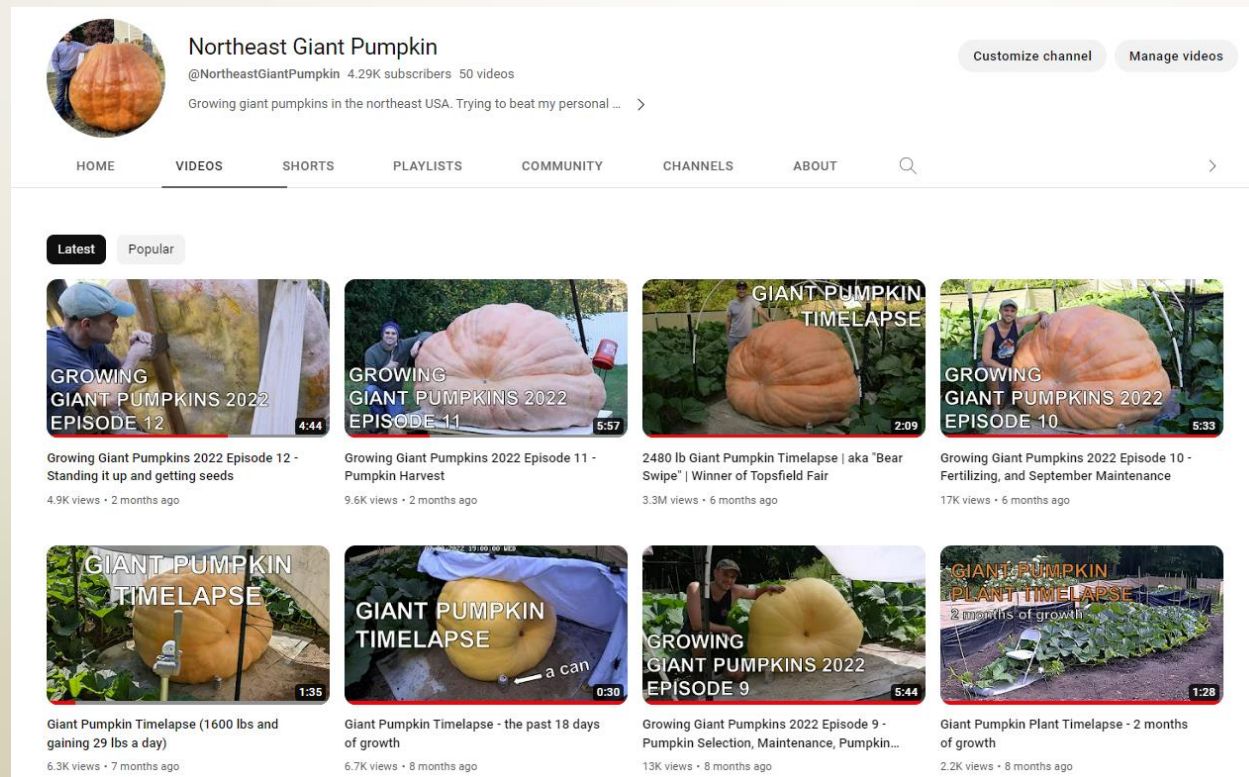 Northeast Giant Pumpkin
@NortheastGiantPumpkin 4.29K subscribers 50 videos
Growing giant pumpkins in the northeast USA. Trying to beat my personal ...
Customize channel
Manage videos
HOME
VIDEOS
SHORTS
PLAYLISTS
COMMUNITY
CHANNELS
ABOUT
Latest
Popular
GROWING
GIANT PUMPKINS 2022
EPISODE 12
4:44
Growing Giant Pumpkins 2022 Episode 12 -
Standing it up and getting seeds
4.9K views • 2 months ago
GROWING
GIANT PUMPKINS 2022
EPISODE 11
5:57
Growing Giant Pumpkins 2022 Episode 11 -
Pumpkin Harvest
9.6K views • 2 months ago
GIANT PUMPKIN
TIMELAPSE
2:09
2480 lb Giant Pumpkin Timelapse | aka "Bear
Swipe" | Winner of Topsfield Fair
3.3M views • 6 months ago
GROWING
GIANT PUMPKINS 2022
EPISODE 10
5:33
Growing Giant Pumpkins 2022 Episode 10 -
Fertilizing, and September Maintenance
17K views • 6 months ago
GIANT PUMPKIN
TIMELAPSE
1:35
Giant Pumpkin Timelapse (1600 lbs and
gaining 29 lbs a day)
6.3K views • 7 months ago
2022 19:00:00 WED
GIANT PUMPKIN
TIMELAPSE
a can
0:30
Giant Pumpkin Timelapse - the past 18 days
of growth
6.7K views • 8 months ago
GROWING
GIANT PUMPKINS 2022
EPISODE 9
5:44
Growing Giant Pumpkins 2022 Episode 9 -
Pumpkin Selection, Maintenance, Pumpkin...
13K views • 8 months ago
GIANT PUMPKIN
PLANT TIMELAPSE
2 months of growth
1:28
Giant Pumpkin Plant Timelapse - 2 months
of growth
2.2K views • 8 months ago